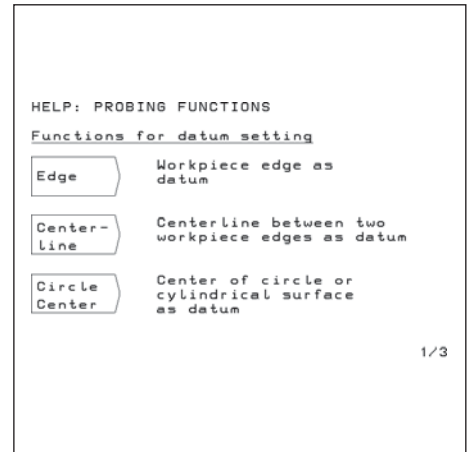 HELP: PROBING FUNCTIONS
Functions for datum setting
Edge
Workpiece edge as
datum
Center-
line
Centerline between two
workpiece edges as datum
Circle
Center
Center of circle or
cylindrical surface
as datum
1/3